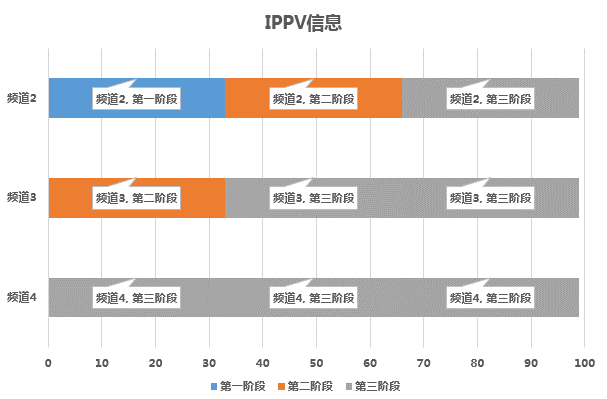 IPPV信息
频道2
频道2, 第一阶段
频道2, 第二阶段
频道2, 第三阶段
频道3
频道3, 第二阶段
频道3, 第三阶段
频道3, 第三阶段
频道4
频道4, 第三阶段
频道4, 第三阶段
频道4, 第三阶段
0 10 20 30 40 50 60 70 80 90 100
第一阶段 第二阶段 第三阶段